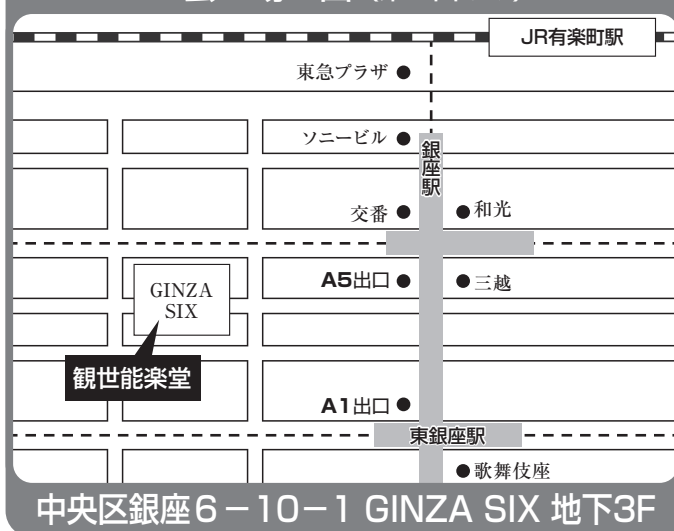 JR有楽町駅
東急プラザ
ソニービル
銀座駅
交番
和光
GINZA
SIX
A5出口
三越
観世能楽堂
A1出口
東銀座駅
歌舞伎座
中央区銀座6−10−1 GINZA SIX 地下3F